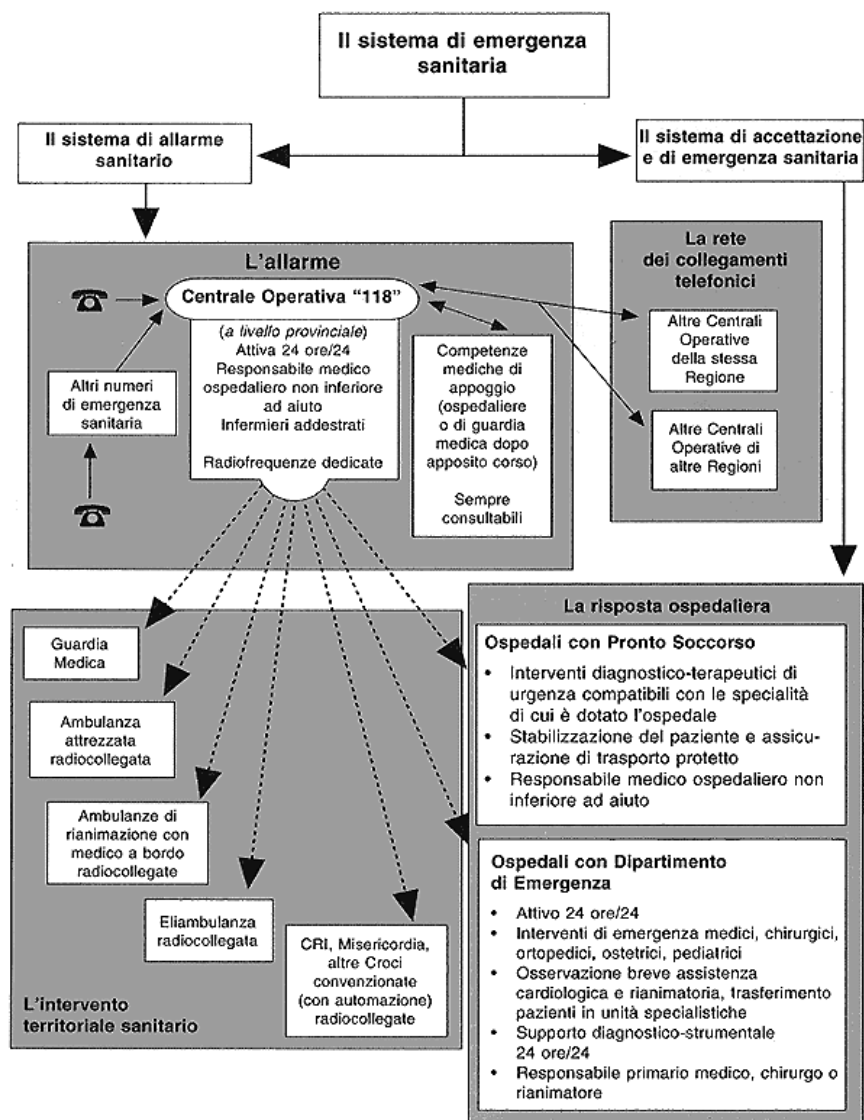 Il sistema di emergenza
sanitaria
Il sistema di allarme
sanitario
Il sistema di accettazione
e di emergenza sanitaria
L'allarme
Centrale Operativa "118"
(a livello provinciale)
Attiva 24 ore/24
Responsabile medico
ospedaliero non inferiore
ad aiuto
Infermieri addestrati
Radiofrequenze dedicate
Altri numeri
di emergenza
sanitaria
Competenze
mediche di
appoggio
(ospedaliere
o di guardia
medica dopo
apposito corso)
Sempre
consultabili
La rete
dei collegamenti
telefonici
Altre Centrali
Operative
della stessa
Regione
Altre Centrali
Operative di
altre Regioni
Guardia
Medica
Ambulanza
attrezzata
radiocollegata
Ambulanze di
rianimazione con
medico a bordo
radiocollegate
Eliambulanza
radiocollegata
CRI, Misericordia,
altre Croci
convenzionate
(con automazione)
radiocollegate
L'intervento
territoriale sanitario
La risposta ospedaliera
Ospedali con Pronto Soccorso
• Interventi diagnostico-terapeutici di
urgenza compatibili con le specialità
di cui è dotato l'ospedale
• Stabilizzazione del paziente e assicu-
razione di trasporto protetto
• Responsabile medico ospedaliero non
inferiore ad aiuto
Ospedali con Dipartimento
di Emergenza
• Attivo 24 ore/24
• Interventi di emergenza medici, chirurgici,
ortopedici, ostetrici, pediatrici
• Osservazione breve assistenza
cardiologica e rianimatoria, trasferimento
pazienti in unità specialistiche
• Supporto diagnostico-strumentale
24 ore/24
• Responsabile primario medico, chirurgo o
rianimatore